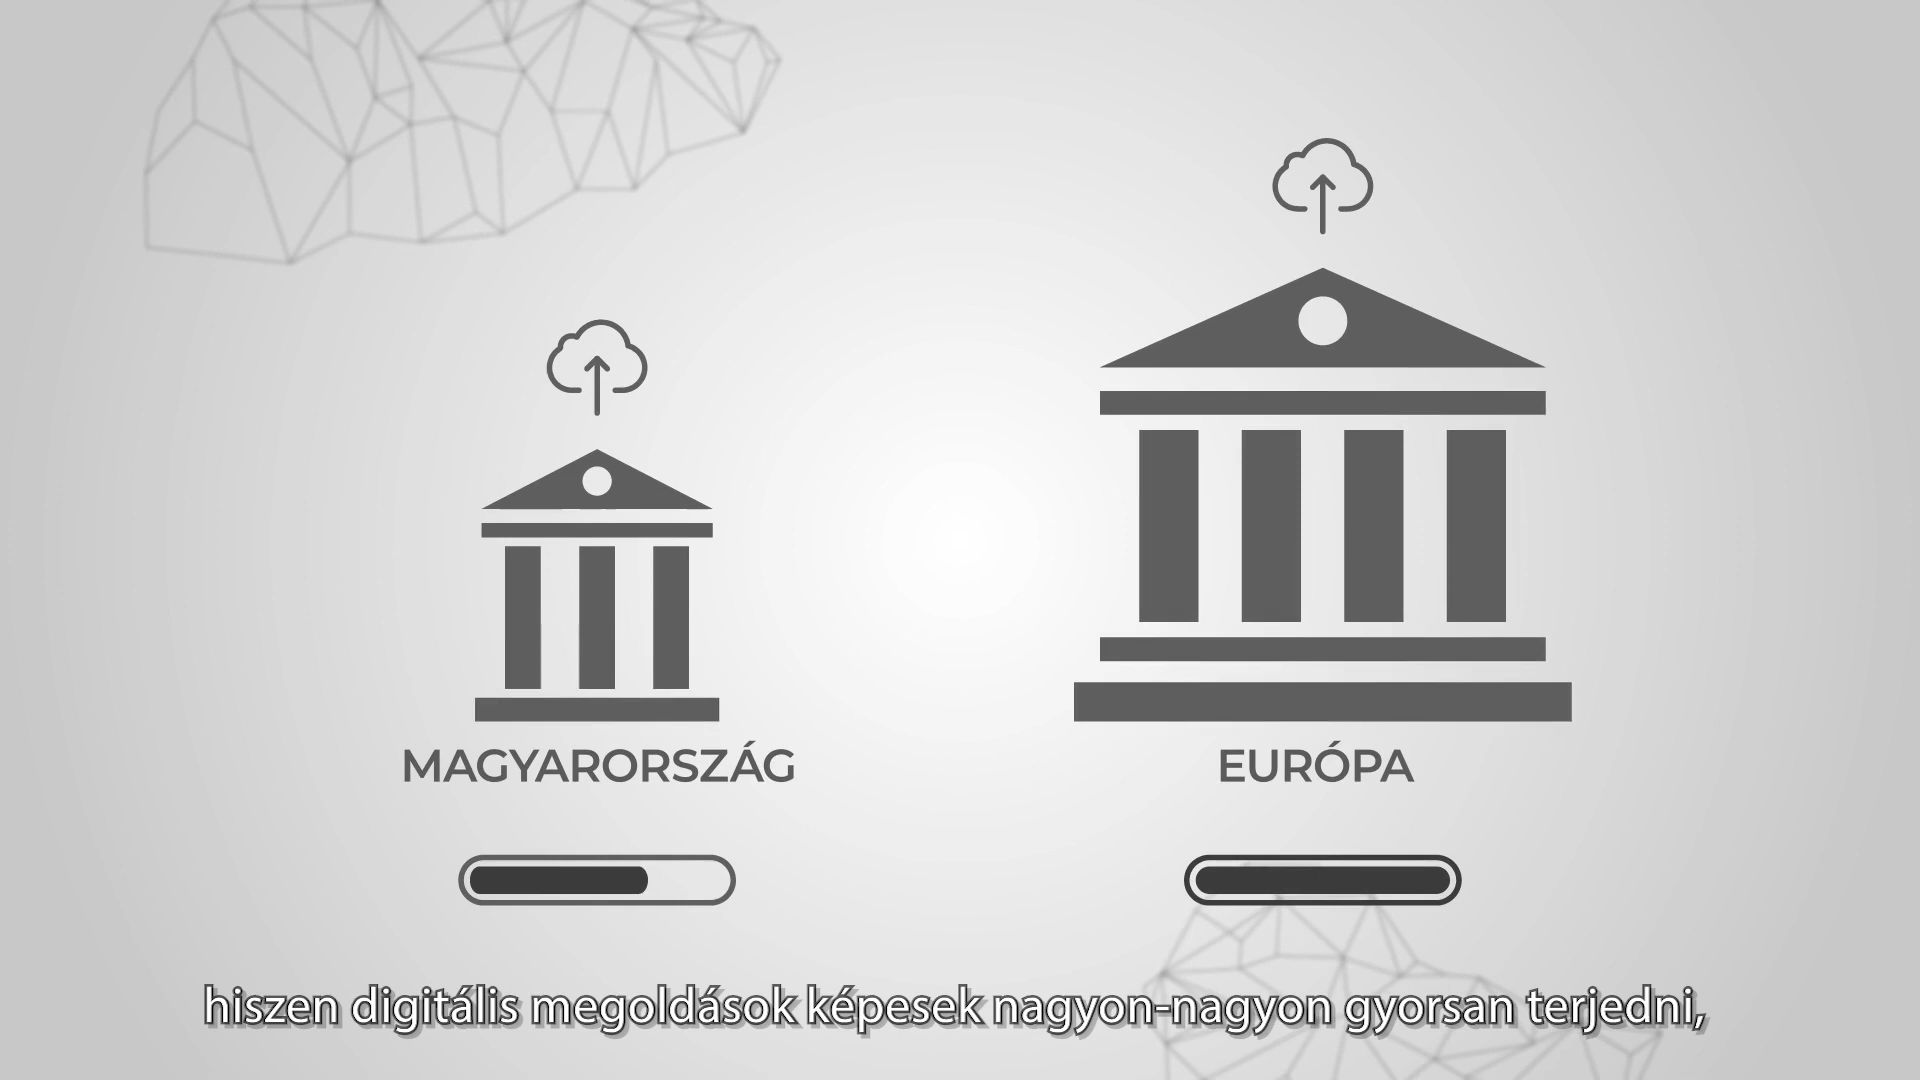 MAGYARORSZÁG
EURÓPA
hiszen digitális megoldások képesek nagyon-nagyon gyorsan terjedni,